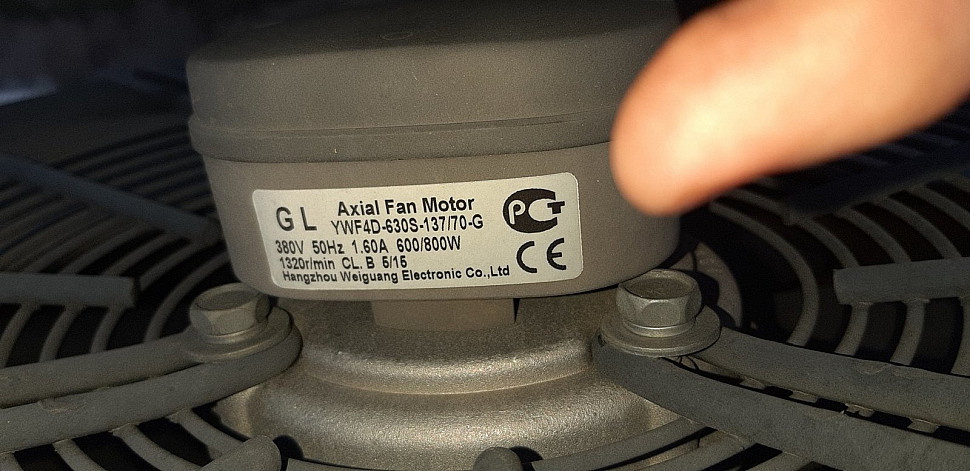 G L Axial Fan Motor
YWF4D-630S-137/70-G
380V 50Hz 1.60A 600/800W
1320r/min CL. B 5/15
Hangzhou Weiguang Electronic Co.,Ltd
РСТ
CE